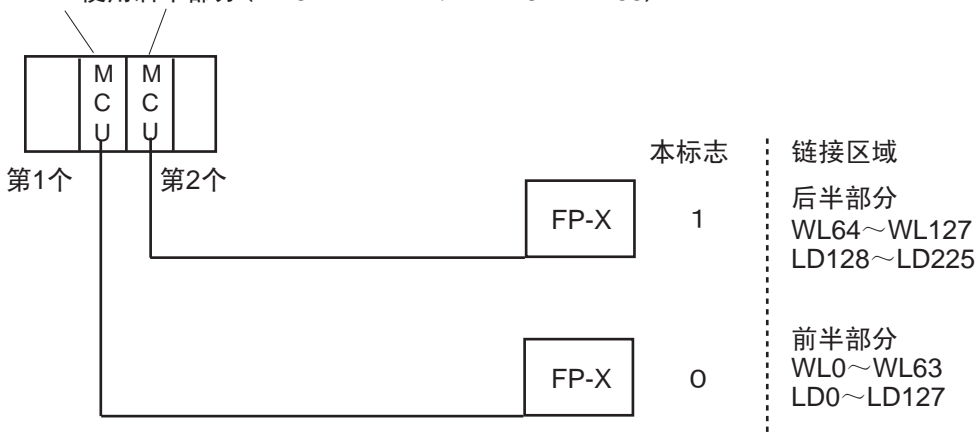 M M
C C
U U
第1个 第2个
本标志 链接区域
FP-X 1 后半部分
WL64～WL127
LD128～LD225
FP-X 0 前半部分
WL0～WL63
LD0～LD127